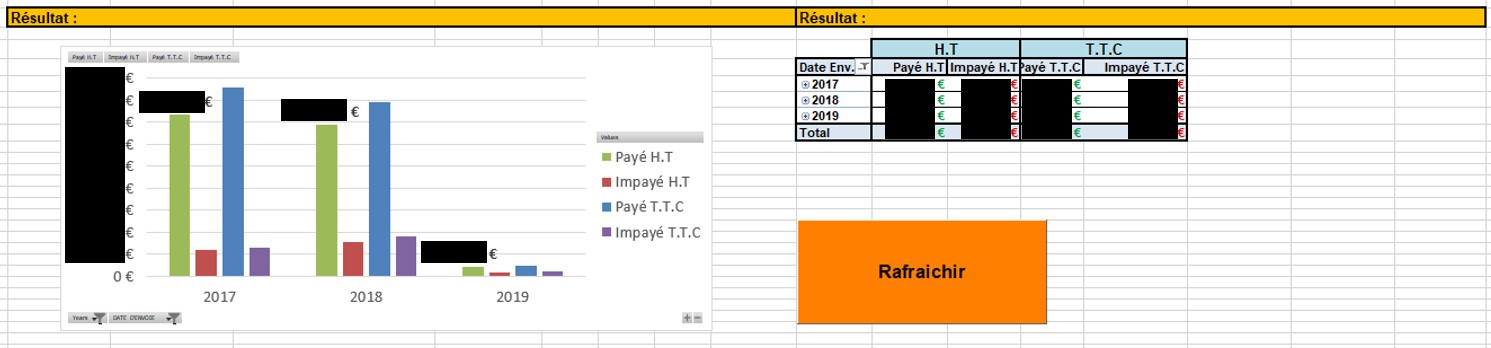 Résultat :
Résultat :
Payé H.T Impayé H.T Payé T.T.C Impayé T.T.C
€
€
€
€
€
€
€
€
€
0 €
€
€
€
2017 2018 2019
Values
Payé H.T
Impayé H.T
Payé T.T.C
Impayé T.T.C
Years DATE D'ENVOIE
H.T T.T.C
Date Env. Payé H.T Impayé H.T Payé T.T.C Impayé T.T.C
2017 € € € €
2018 € € € €
2019 € € € €
Total € € € €
Rafraichir